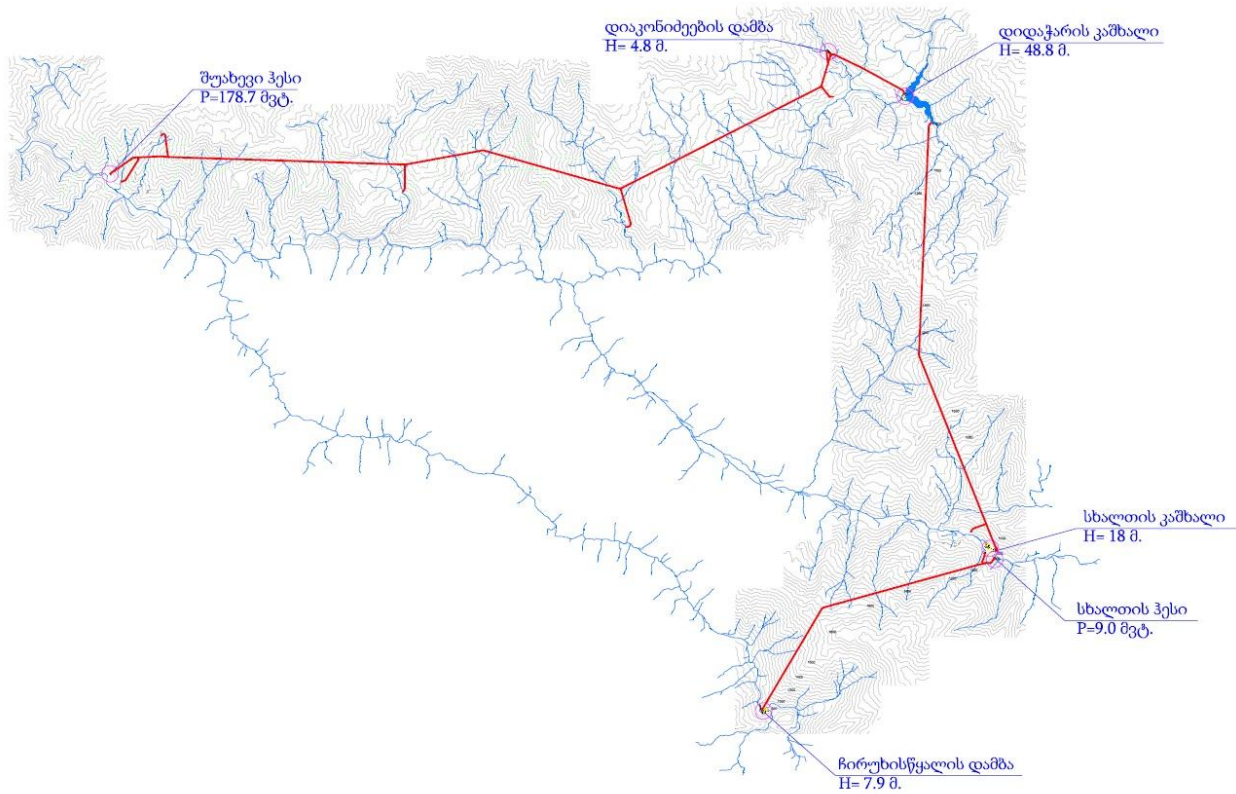 დიაკონიძეების დამბა
H= 4.8 მ.
დიდაჭარის კაშხალი
H= 48.8 მ.
შუახევი ჰესი
P=178.7 მვტ.
სხალთის კაშხალი
H= 18 მ.
სხალთის ჰესი
P=9.0 მვტ.
ჩირუხისწყალის დამბა
H= 7.9 მ.